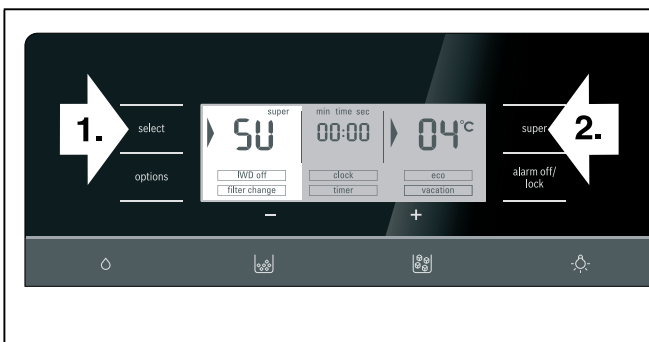 1.
select
options
super
SU
IWD off
filter change
min time sec
00:00
clock
timer
04°C
eco
vacation
super
2.
alarm off/
lock
−
+